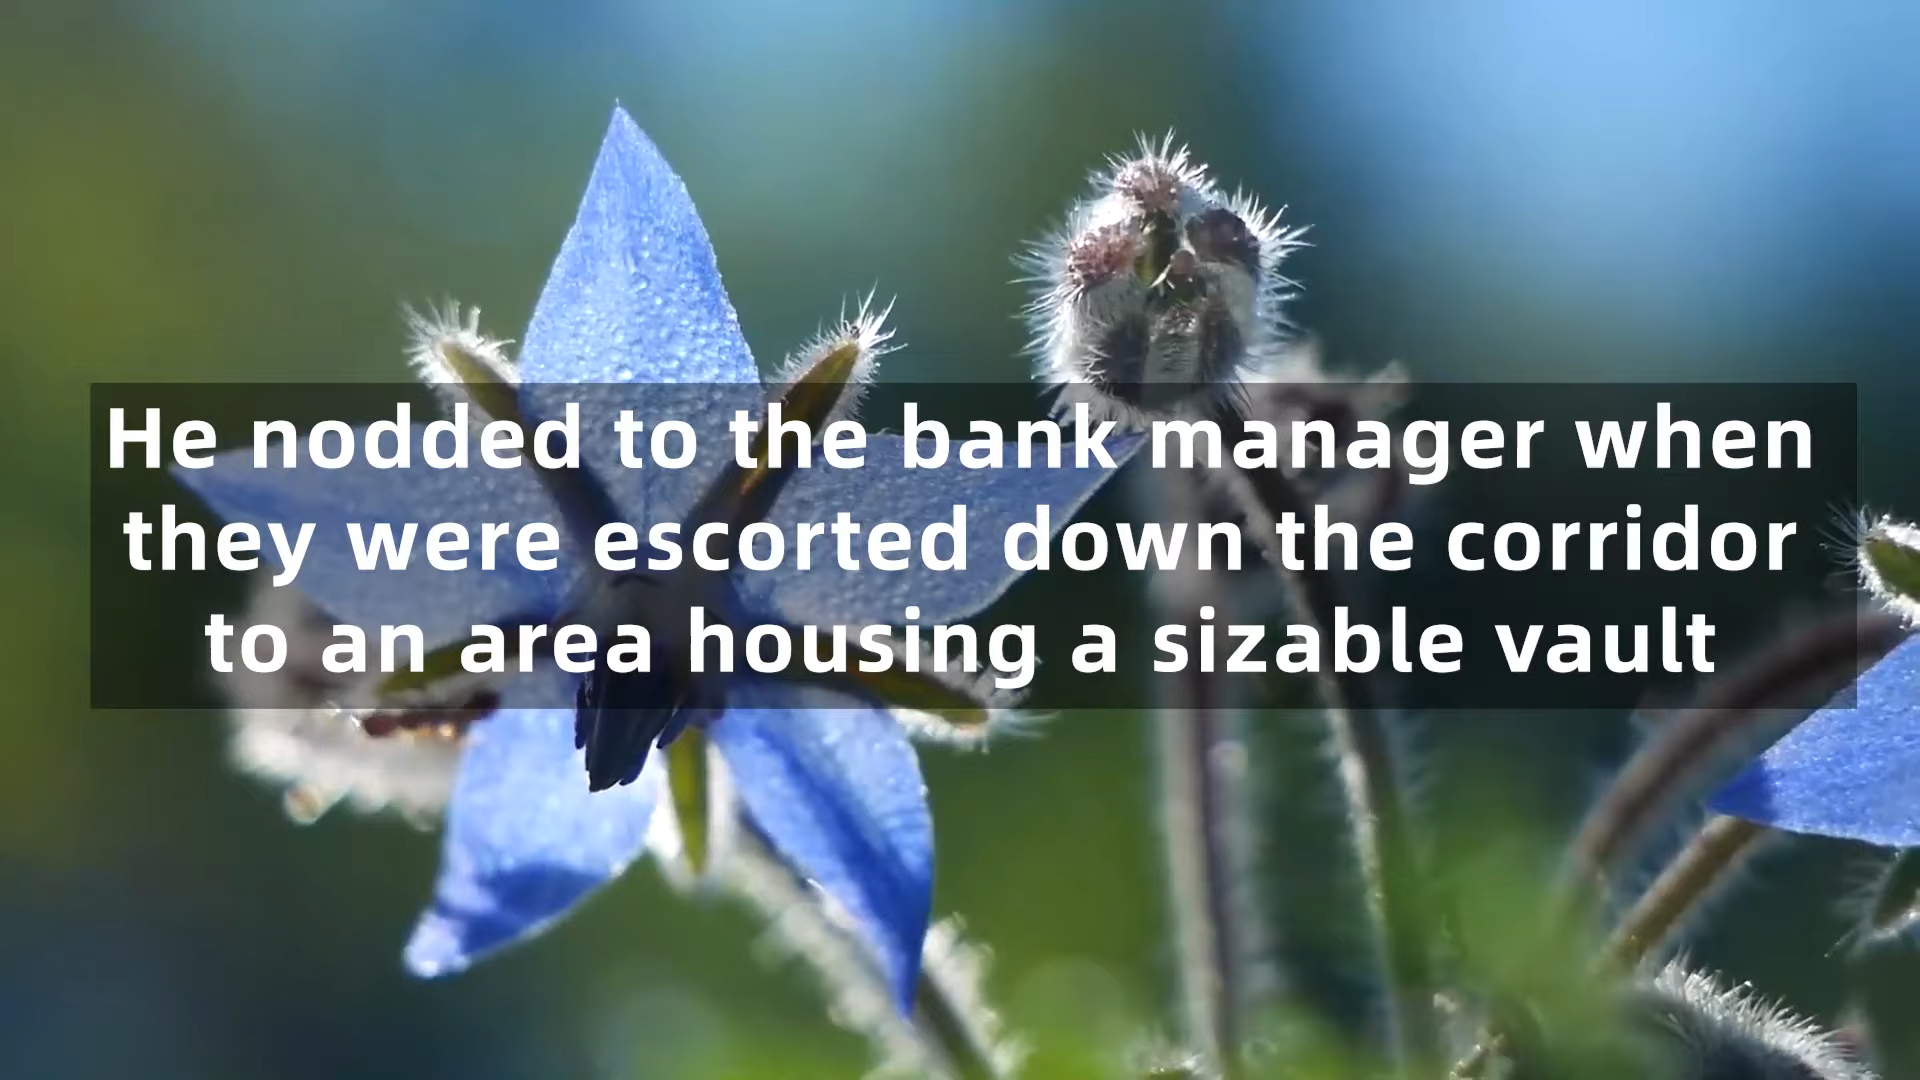 He nodded to the bank manager when
they were escorted down the corridor
to an area housing a sizable vault